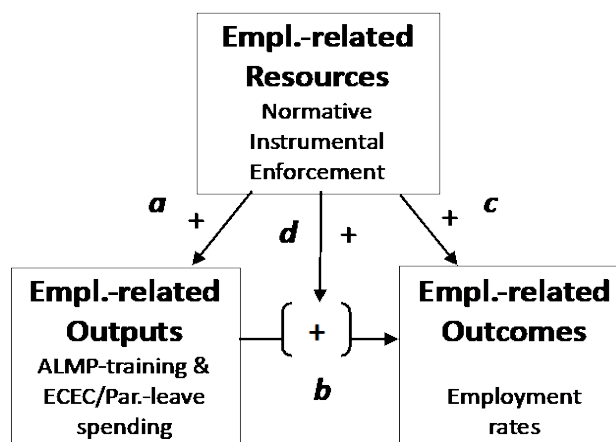 Empl.-related
Resources
Normative
Instrumental
Enforcement
a
+
d
+
+
c
Empl.-related
Outputs
ALMP-training &
ECEC/Par.-leave
spending
+
b
Empl.-related
Outcomes
Employment
rates